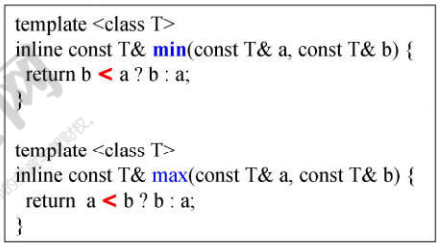 template <class T>
inline const T& min(const T& a, const T& b) {
return b < a ? b : a;
}
template <class T>
inline const T& max(const T& a, const T& b) {
return a < b ? b : a;
}